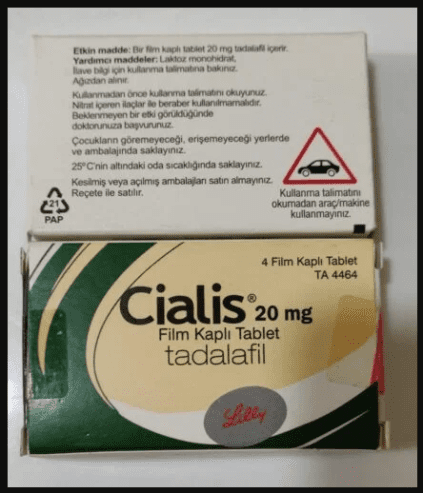 Etkin madde: Bir film kaplı tablet 20 mg tadalafil içerir.
Yardımcı maddeler: Laktoz monohidrat.
İlave bilgi için kullanma talimatına bakınız.
Ağızdan alınır.
Kullanmadan önce kullanma talimatını okuyunuz.
Nitrat içeren ilaçlar ile beraber kullanılmamalıdır.
Beklenmeyen bir etki görüldüğünde
doktorunuza başvurunuz.
Çocukların göremeyeceği, erişemeyeceği yerlerde
ve ambalajında saklayınız.
25°C'nin altındaki oda sıcaklığında saklayınız.
Kesilmiş veya açılmış ambalajları satın almayınız.
Reçete ile satılır.
21
PAP
Kullanma talimatını
okumadan araç/makine
kullanmayınız.
4 Film Kaplı Tablet
TA 4464
Cialis® 20 mg
Film Kaplı Tablet
tadalafil
Lilly